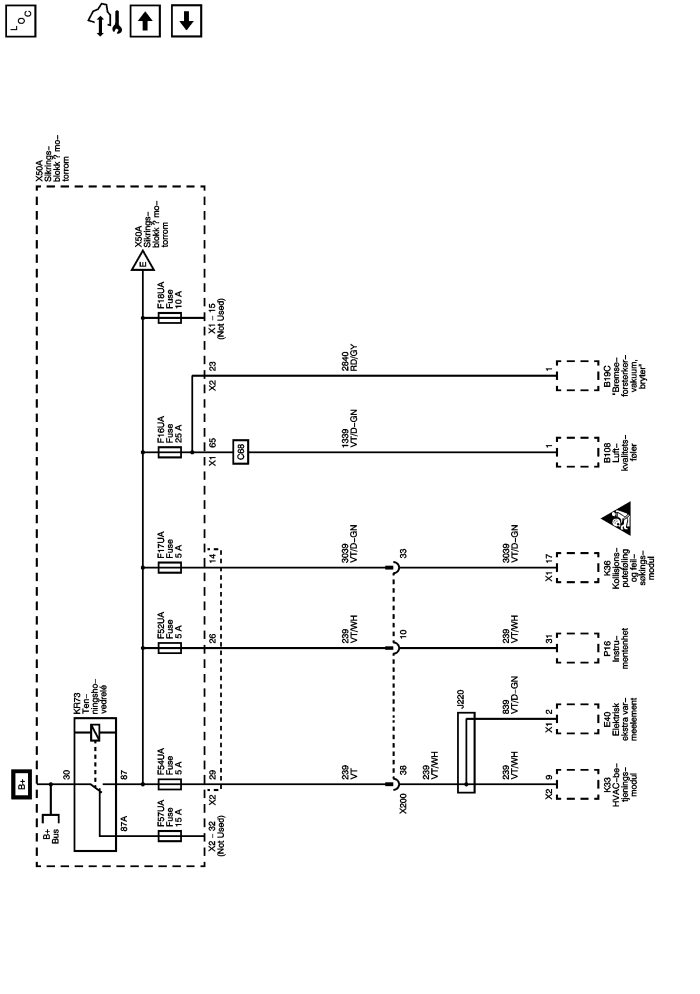 LOC
X50A
Sikrings-
blokk ? mo-
torrom
X50A
Sikrings-
blokk ? mo-
torrom
E
F18UA
Fuse
10 A
X1 - 15
(Not Used)
23
X2
2840
RD/GY
1
B19C
"Bremse-
forsterker-
vakuum,
bryter"
F16UA
Fuse
25 A
65
X1
C68
1339
VT/D-GN
1
B108
Luft-
kvalitets-
føler
F17UA
Fuse
5 A
14
3039
VT/D-GN
33
3039
VT/D-GN
17
X1
K36
Kollisjons-
puteføling
og feil-
søkings-
modul
F52UA
Fuse
5 A
26
239
VT/WH
10
239
VT/WH
31
P16
Instru-
mentenhet
KR73
Ten-
ningsho-
vedrelé
J220
839
VT/D-GN
2
X1
E40
Elektrisk
ekstra var-
meelement
B+
30
87
F54UA
Fuse
5 A
29
X2
239
VT
38
X200
239
VT/WH
239
VT/WH
9
X2
K33
HVAC-be-
tjenings-
modul
B+
Bus
87A
F57UA
Fuse
15 A
X2 - 32
(Not Used)